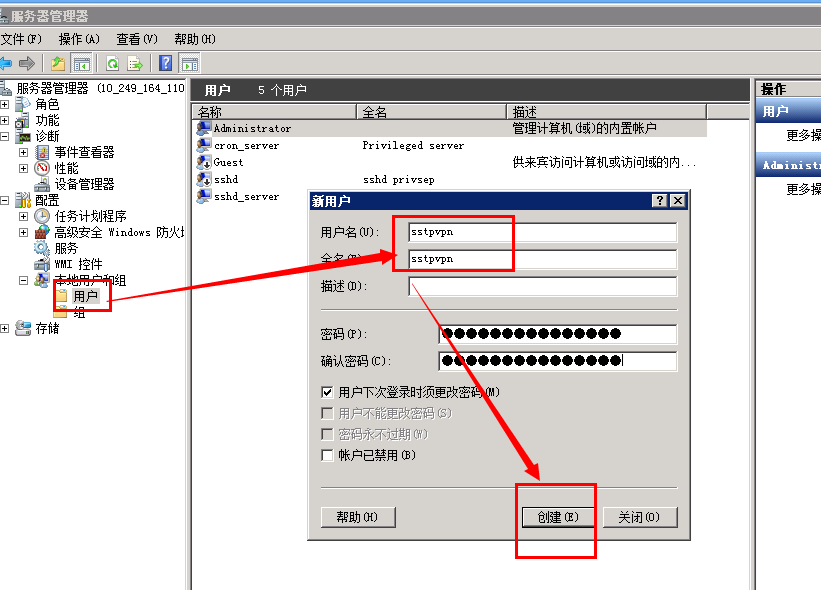 服务器管理器
文件(F) 操作(A) 查看(V) 帮助(H)
服务器管理器 (10_249_164_110
角色
功能
诊断
事件查看器
性能
设备管理器
配置
任务计划程序
高级安全 Windows 防火
服务
WMI 控件
本地用户和组
用户
组
存储
用户 5 个用户
名称 全名 描述
Administrator 管理计算机(域)的内置帐户
cron_server Privileged server
Guest 供来宾访问计算机或访问域的内...
sshd sshd privsep
sshd_server
新用户
用户名(U): sstpvpn
全名 sstpvpn
描述(D):
密码(P): ●●●●●●●●●●●●●●●
确认密码(C): ●●●●●●●●●●●●●●●
用户下次登录时须更改密码(M)
用户不能更改密码(S)
密码永不过期(W)
帐户已禁用(B)
帮助(H) 创建(E) 关闭(O)
操作
用户
更多操
Administ
更多操